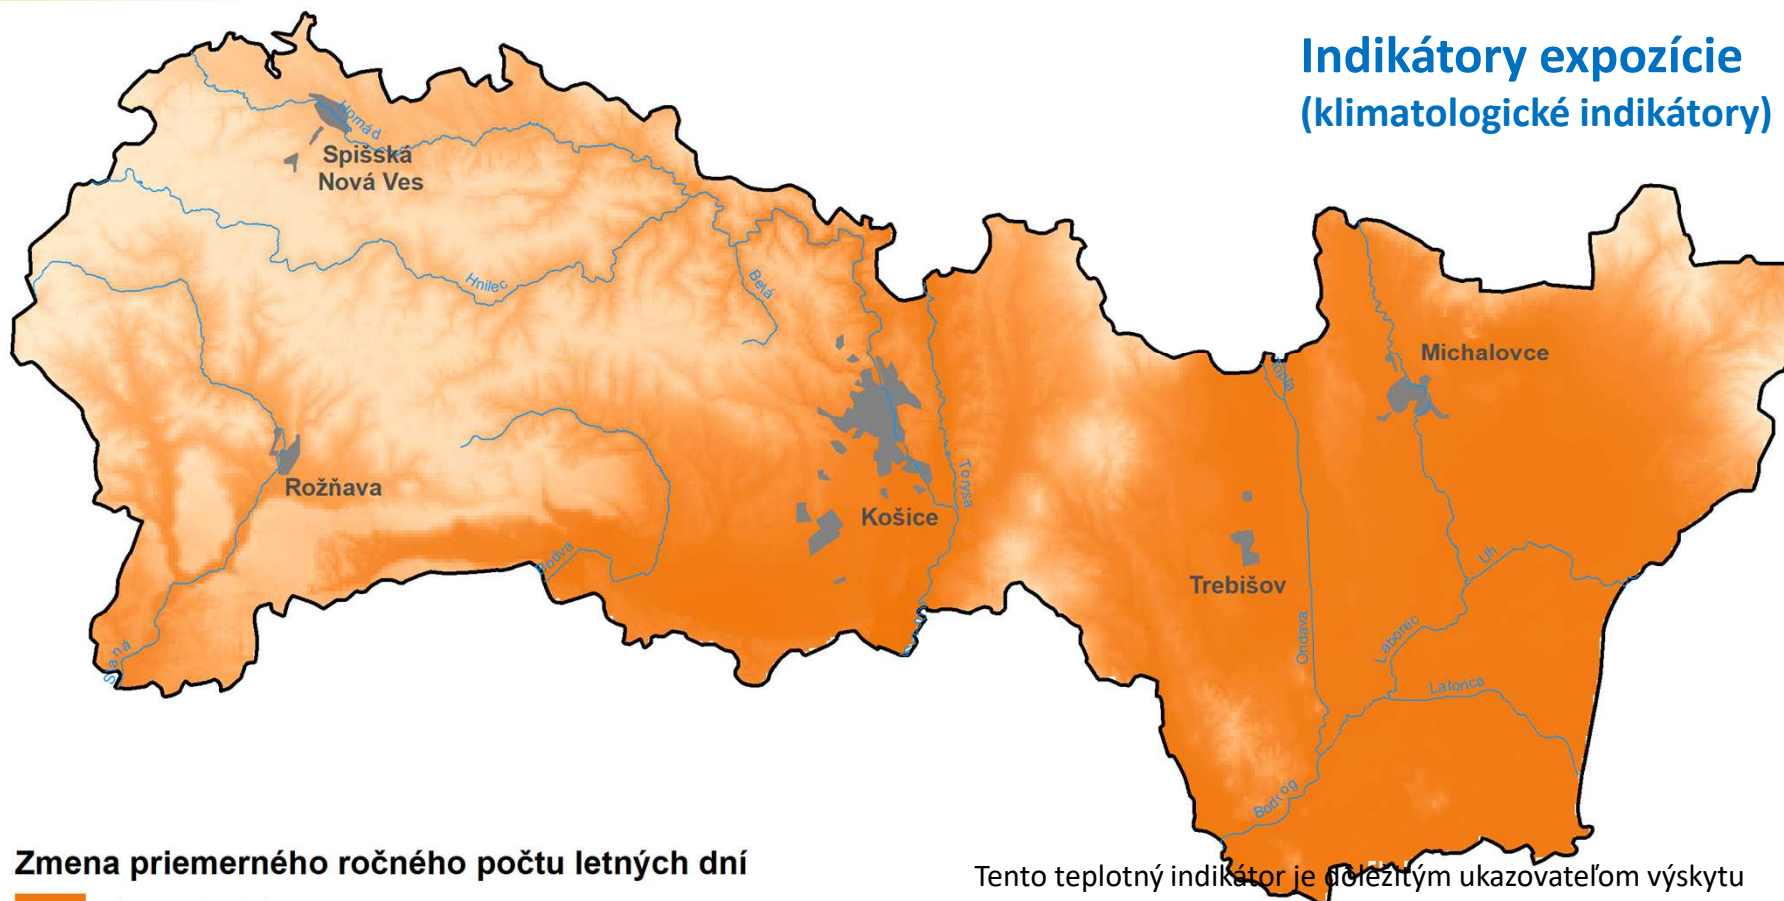 Indikátory expozície
(klimatologické indikátory)
Hornád
Spišská
Nová Ves
Hnilec
Belá
Michalovce
Topľa
Rožňava
Torysa
Košice
Bodva
Uh
Trebišov
Ondava
Laborec
Slaná
Latorica
Bodrog
Zmena priemerného ročného počtu letných dní
Tento teplotný indikátor je dôležitým ukazovateľom výskytu